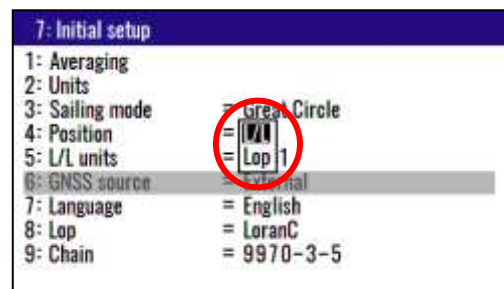 7: Initial setup
1: Averaging
2: Units
3: Sailing mode = Great Circle
4: Position = L/L
5: L/L units = Lop 1
6: GNSS source = External
7: Language = English
8: Lop = LoranC
9: Chain = 9970-3-5